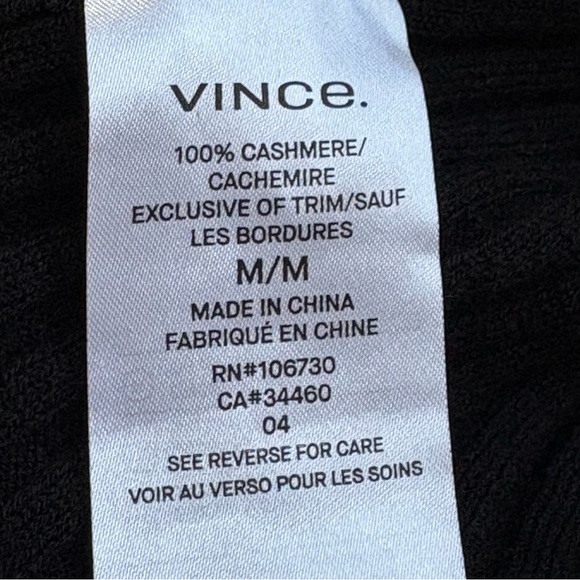 VINCe.
100% CASHMERE/
CACHEMIRE
EXCLUSIVE OF TRIM/SAUF
LES BORDURES
M/M
MADE IN CHINA
FABRIQUÉ EN CHINE
RN#106730
CA#34460
04
SEE REVERSE FOR CARE
VOIR AU VERSO POUR LES SOINS